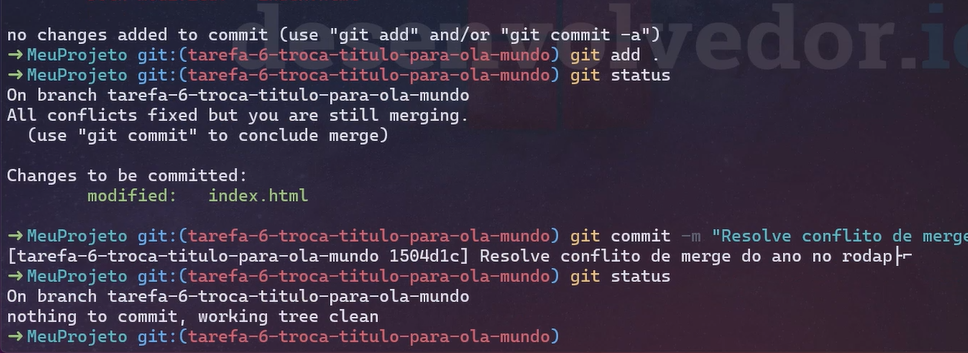 desenvolvedor.io
no changes added to commit (use "git add" and/or "git commit -a")
➜ MeuProjeto git:(tarefa-6-troca-titulo-para-ola-mundo) git add .
➜ MeuProjeto git:(tarefa-6-troca-titulo-para-ola-mundo) git status
On branch tarefa-6-troca-titulo-para-ola-mundo
All conflicts fixed but you are still merging.
(use "git commit" to conclude merge)
Changes to be committed:
modified: index.html
➜ MeuProjeto git:(tarefa-6-troca-titulo-para-ola-mundo) git commit -m "Resolve conflito de merge
[tarefa-6-troca-titulo-para-ola-mundo 1504d1c] Resolve conflito de merge do ano no rodap├⌐
➜ MeuProjeto git:(tarefa-6-troca-titulo-para-ola-mundo) git status
On branch tarefa-6-troca-titulo-para-ola-mundo
nothing to commit, working tree clean
➜ MeuProjeto git:(tarefa-6-troca-titulo-para-ola-mundo)